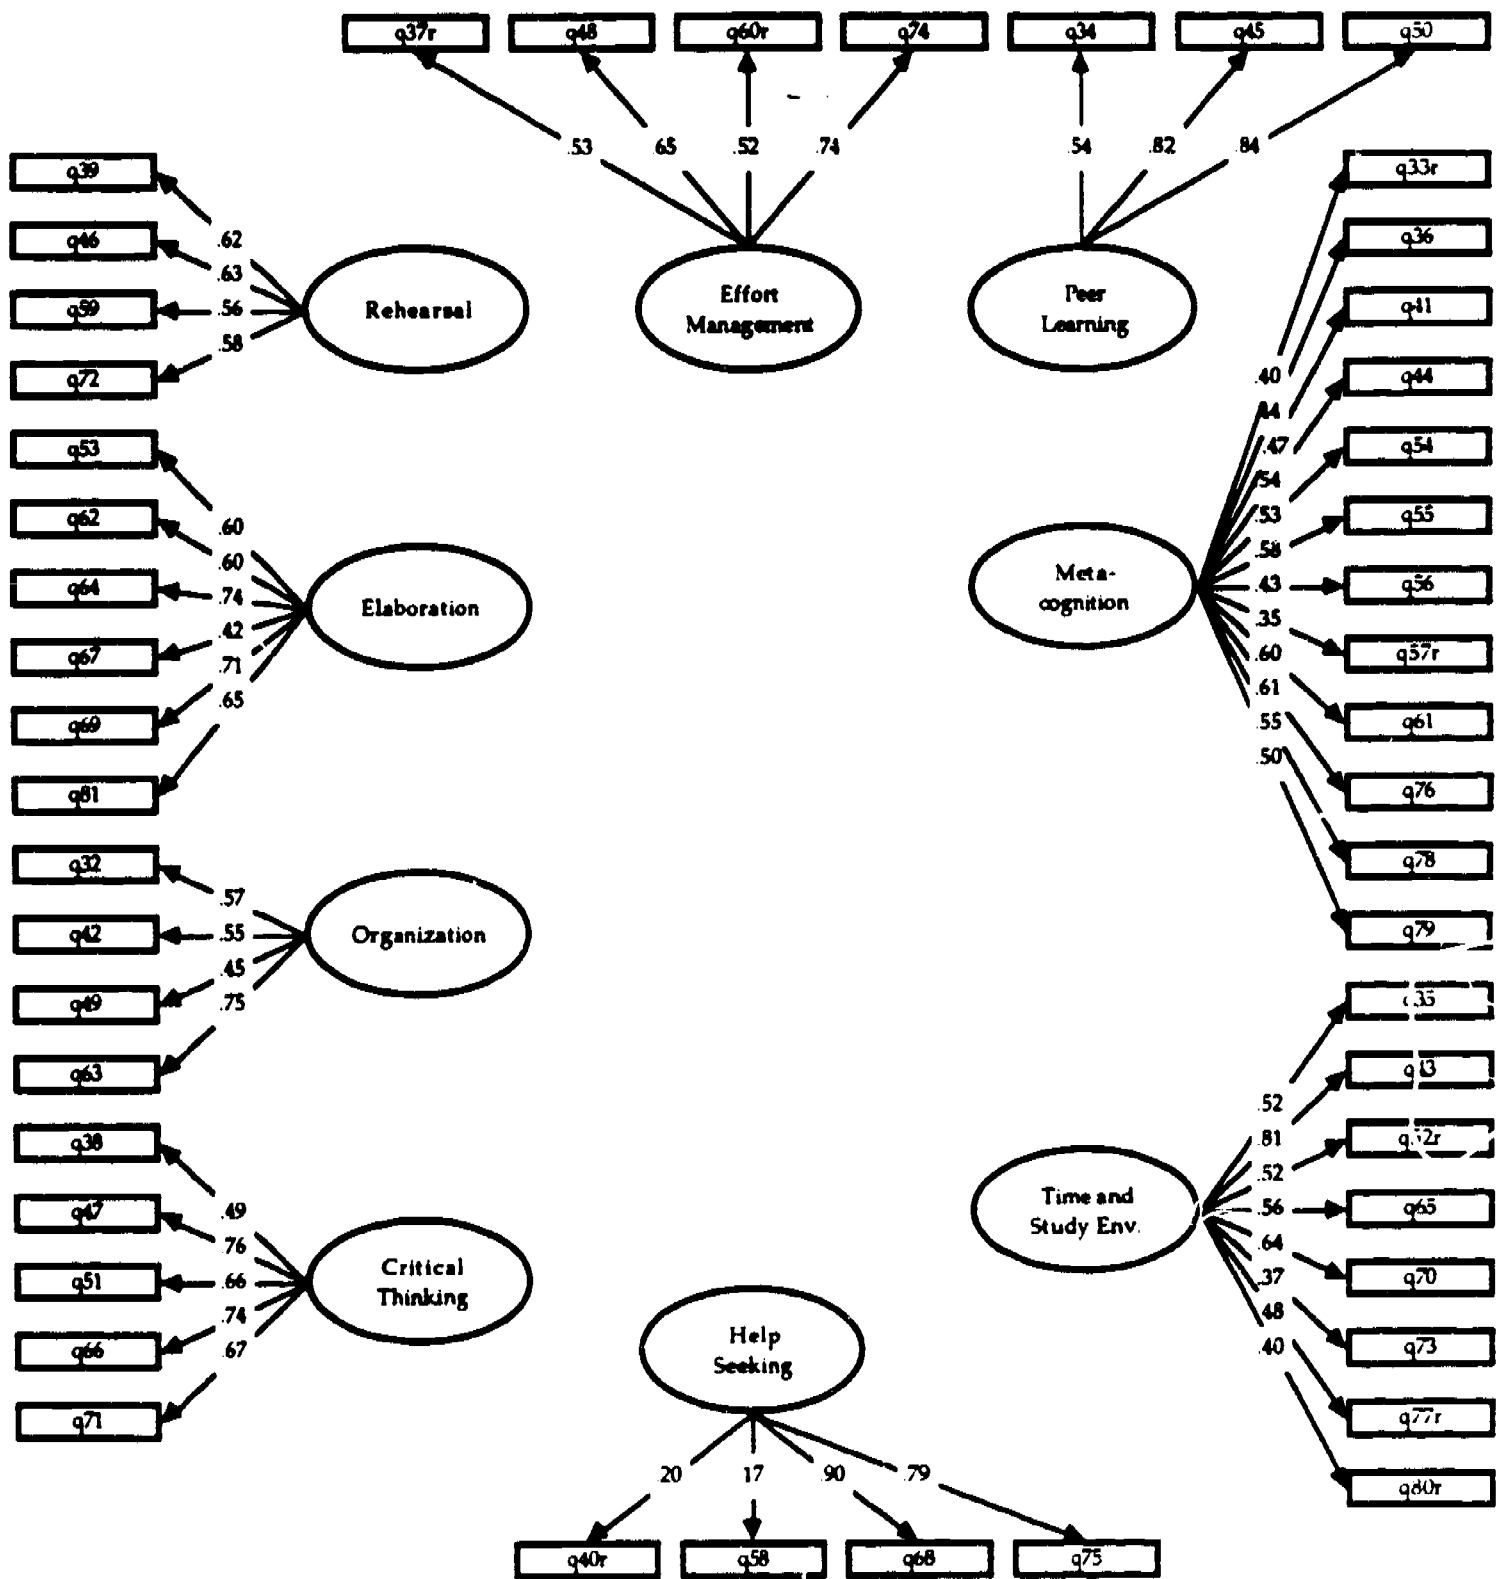 q37r q48 q60r q74 q34 q45 q50
.53 .65 .52 .74 .54 .82 .84
q39
q46
q59
q72
.62
.63
.56
.58
Rehearsal
Effort
Management
Peer
Learning
q33r
q36
q41
q44
q54
q55
q56
q57r
q61
q76
q78
q79
.40
.44
.47
.54
.53
.58
.43
.35
.60
.61
.55
.50
Meta-
cognition
q53
q62
q64
q67
q69
q81
.60
.60
.74
.42
.71
.65
Elaboration
q32
q42
q49
q63
.57
.55
.45
.75
Organization
q38
q47
q51
q66
q71
.49
.76
.66
.74
.67
Critical
Thinking
q65
q70
q73
q77r
q80r
.52
.81
.52
.56
.64
.37
.48
.40
Time and
Study Env.
Help
Seeking
.20 .17 .90 .79
q40r q58 q68 q75